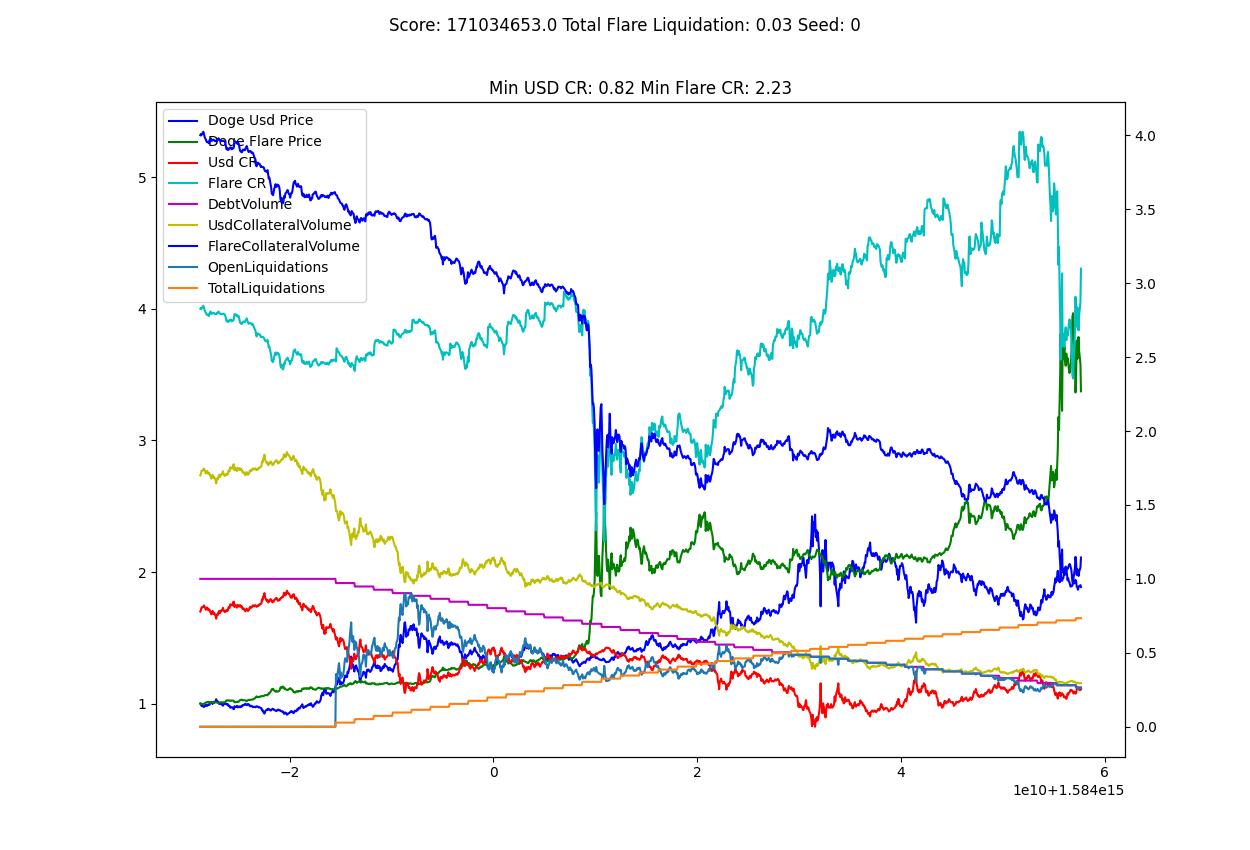 Score: 171034653.0 Total Flare Liquidation: 0.03 Seed: 0
Min USD CR: 0.82 Min Flare CR: 2.23
Doge Usd Price
Doge Flare Price
Usd CR
Flare CR
DebtVolume
UsdCollateralVolume
FlareCollateralVolume
OpenLiquidations
TotalLiquidations
5
4
3
2
1
4.0
3.5
3.0
2.5
2.0
1.5
1.0
0.5
0.0
−2 0 2 4 6
1e10+1.584e15